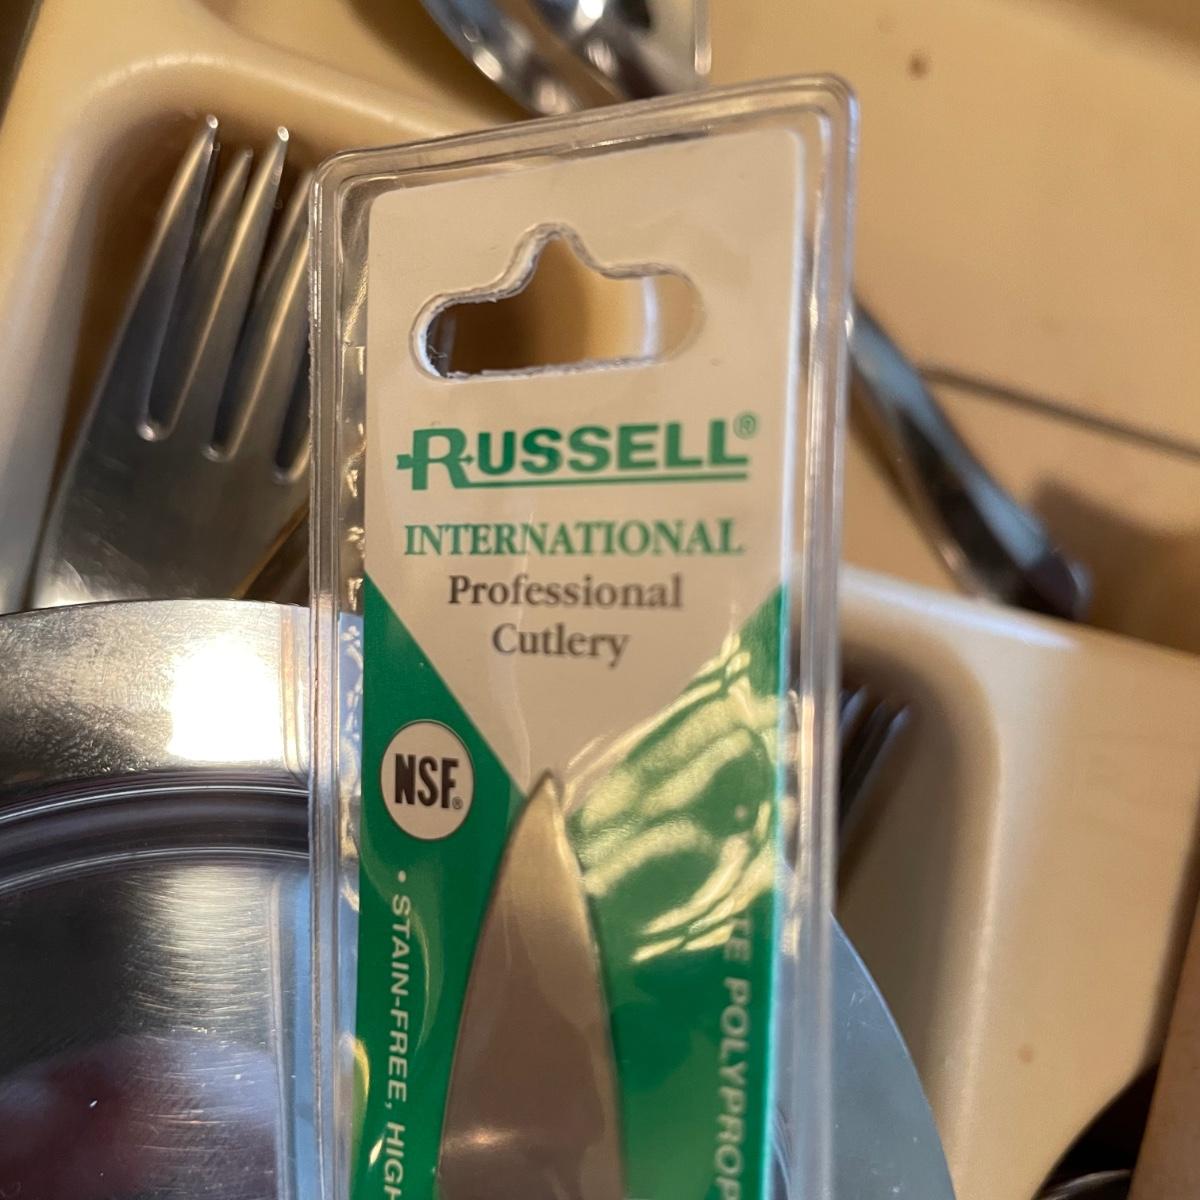 RUSSELL®
INTERNATIONAL
Professional
Cutlery
NSF®
• STAIN-FREE, HIGH
• POLYPROP